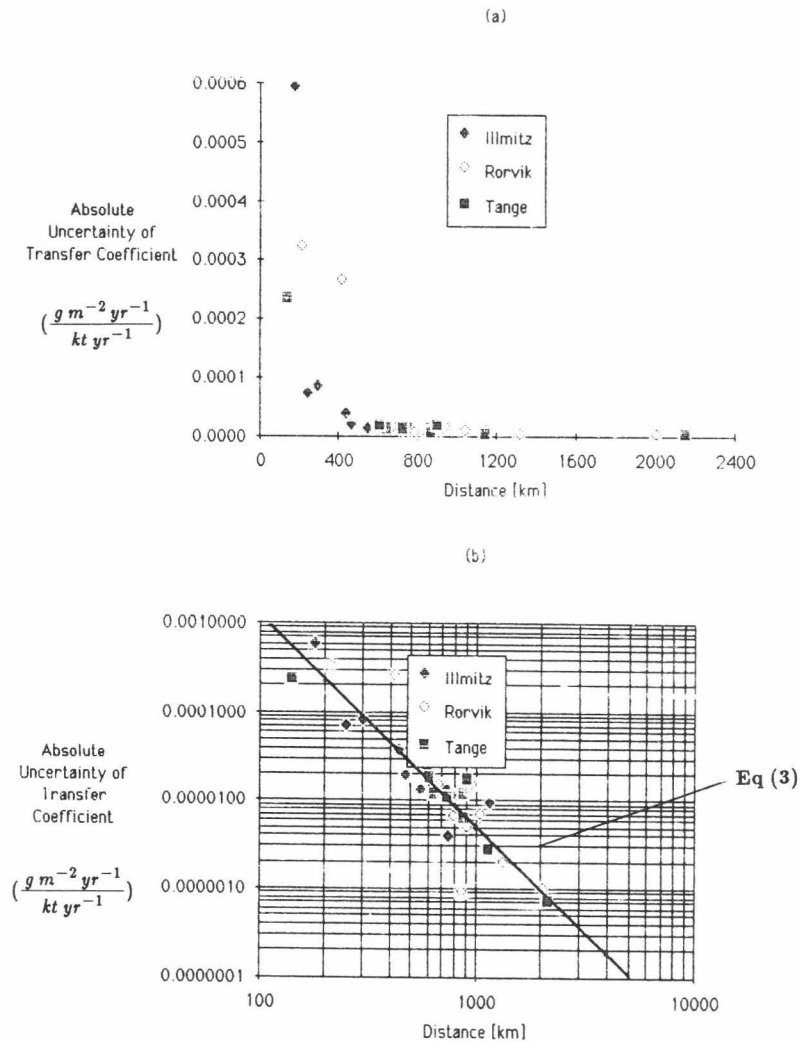 (a)
0.0006
0.0005
0.0004
0.0003
0.0002
0.0001
0.0000
Absolute
Uncertainty of
Transfer Coefficient
(g m⁻² yr⁻¹
kt yr⁻¹)
Illmitz
Rorvik
Tange
0 400 800 1200 1600 2000 2400
Distance [km]
(b)
0.0010000
0.0001000
0.0000100
0.0000010
0.0000001
Absolute
Uncertainty of
Transfer
Coefficient
(g m⁻² yr⁻¹
kt yr⁻¹)
Illmitz
Rorvik
Tange
Eq (3)
100 1000 10000
Distance [km]